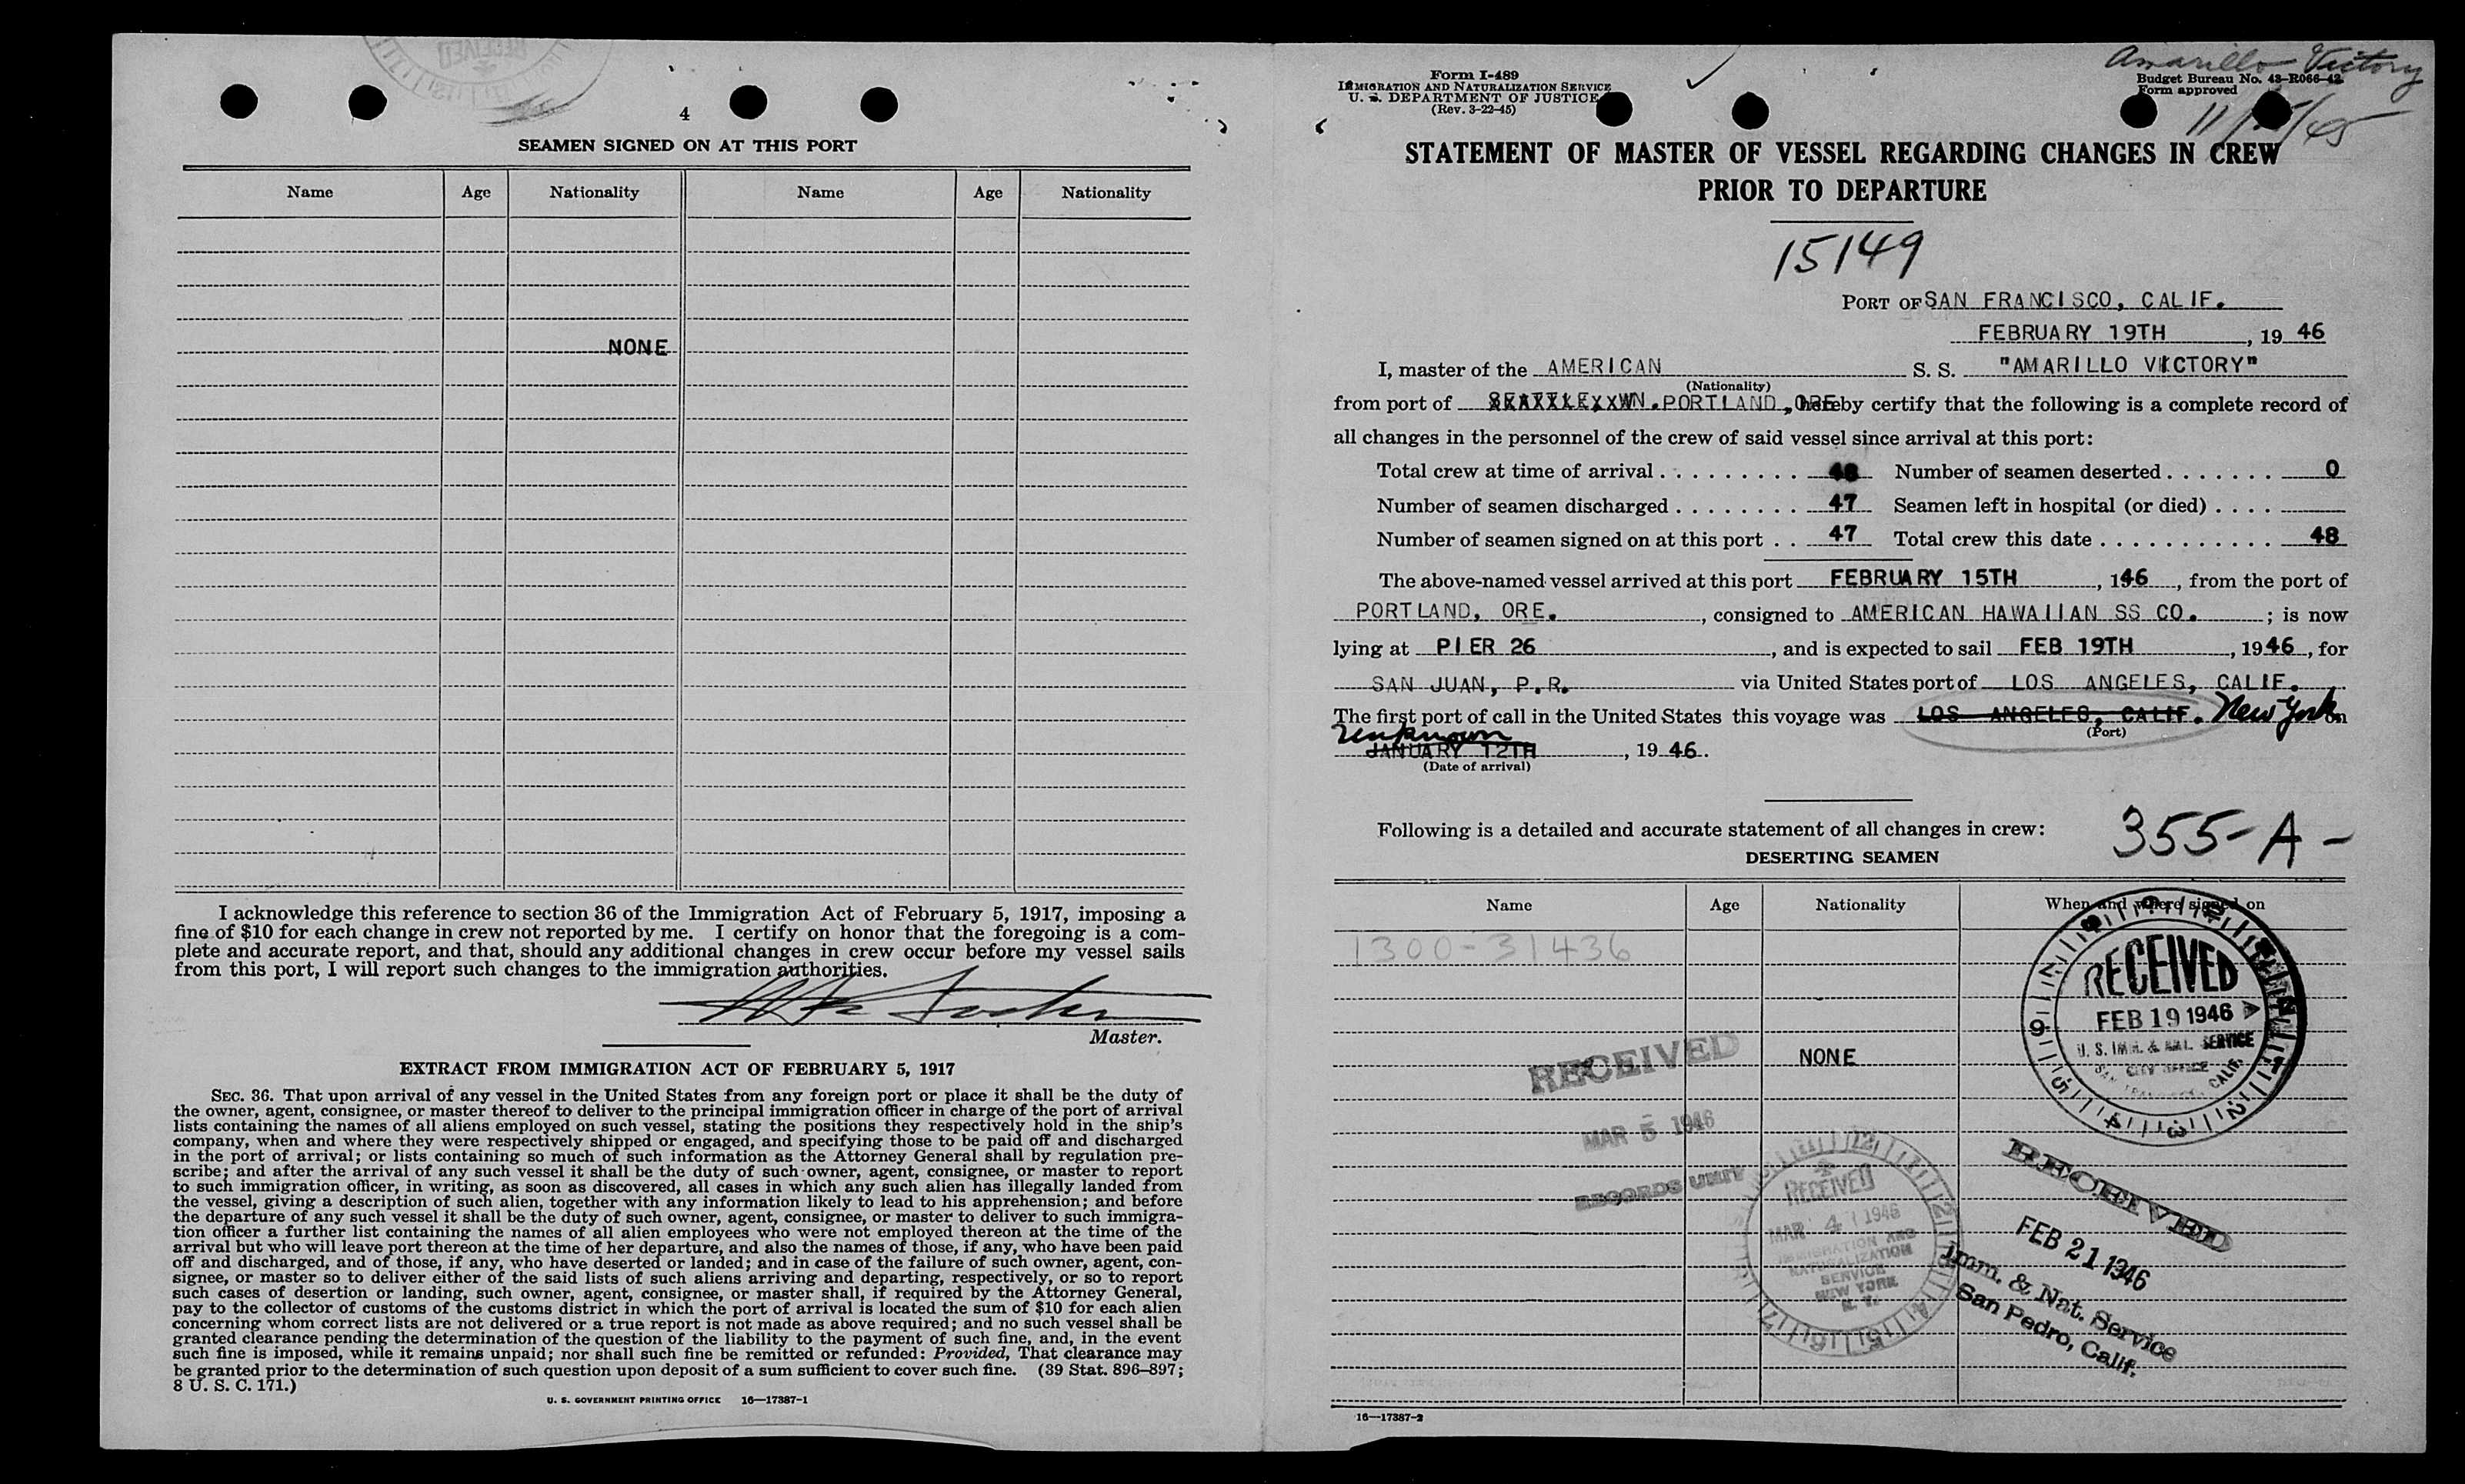 RECEIVED
4
SEAMEN SIGNED ON AT THIS PORT
Name Age Nationality Name Age Nationality
NONE
I acknowledge this reference to section 36 of the Immigration Act of February 5, 1917, imposing a
fine of $10 for each change in crew not reported by me. I certify on honor that the foregoing is a com-
plete and accurate report, and that, should any additional changes in crew occur before my vessel sails
from this port, I will report such changes to the immigration authorities.
Master.
EXTRACT FROM IMMIGRATION ACT OF FEBRUARY 5, 1917
SEC. 36. That upon arrival of any vessel in the United States from any foreign port or place it shall be the duty of
the owner, agent, consignee, or master thereof to deliver to the principal immigration officer in charge of the port of arrival
lists containing the names of all aliens employed on such vessel, stating the positions they respectively hold in the ship's
company, when and where they were respectively shipped or engaged, and specifying those to be paid off and discharged
in the port of arrival; or lists containing so much of such information as the Attorney General shall by regulation pre-
scribe; and after the arrival of any such vessel it shall be the duty of such owner, agent, consignee, or master to report
to such immigration officer, in writing, as soon as discovered, all cases in which any such alien has illegally landed from
the vessel, giving a description of such alien, together with any information likely to lead to his apprehension; and before
the departure of any such vessel it shall be the duty of such owner, agent, consignee, or master to deliver to such immigra-
tion officer a further list containing the names of all alien employees who were not employed thereon at the time of the
arrival but who will leave port thereon at the time of her departure, and also the names of those, if any, who have been paid
off and discharged, and of those, if any, who have deserted or landed; and in case of the failure of such owner, agent, con-
signee, or master so to deliver either of the said lists of such aliens arriving and departing, respectively, or so to report
such cases of desertion or landing, such owner, agent, consignee, or master shall, if required by the Attorney General,
pay to the collector of customs of the customs district in which the port of arrival is located the sum of $10 for each alien
concerning whom correct lists are not delivered or a true report is not made as above required; and no such vessel shall be
granted clearance pending the determination of the question of the liability to the payment of such fine, and, in the event
such fine is imposed, while it remains unpaid; nor shall such fine be remitted or refunded: Provided, That clearance may
be granted prior to the determination of such question upon deposit of a sum sufficient to cover such fine. (39 Stat. 896–897;
8 U. S. C. 171.)
U. S. GOVERNMENT PRINTING OFFICE 16—17387-1
Amarillo Victory
Form I-489
IMMIGRATION AND NATURALIZATION SERVICE
U. S. DEPARTMENT OF JUSTICE
(Rev. 3-22-45)
Budget Bureau No. 43-R066-42
Form approved
STATEMENT OF MASTER OF VESSEL REGARDING CHANGES IN CREW
PRIOR TO DEPARTURE
15149
PORT OF SAN FRANCISCO, CALIF.
FEBRUARY 19TH, 19 46
I, master of the AMERICAN S. S. "AMARILLO VICTORY"
(Nationality)
from port of SEATTLE, WN. PORTLAND, ORE hereby certify that the following is a complete record of
all changes in the personnel of the crew of said vessel since arrival at this port:
Total crew at time of arrival 48 Number of seamen deserted 0
Number of seamen discharged 47 Seamen left in hospital (or died)
Number of seamen signed on at this port 47 Total crew this date 48
The above-named vessel arrived at this port FEBRUARY 15TH, 146, from the port of
PORTLAND, ORE., consigned to AMERICAN HAWAIIAN SS CO.; is now
lying at PIER 26, and is expected to sail FEB 19TH, 1946, for
SAN JUAN, P.R. via United States port of LOS ANGELES, CALIF.
The first port of call in the United States this voyage was LOS ANGELES, CALIF. New York on
(Port)
unknown
JANUARY 12TH, 19 46.
(Date of arrival)
Following is a detailed and accurate statement of all changes in crew:
355-A-
DESERTING SEAMEN
Name Age Nationality When and where signed on
1300-31436
NONE
RECEIVED
FEB 19 1946
U. S. IMM. & NAT. SERVICE
CITY OFFICE
CALIF.
RECEIVED
MAR 5 1946
RECORDS UNIT
RECEIVED
MAR 4 1946
IMMIGRATION AND
NATURALIZATION
SERVICE
NEW YORK
N. Y.
RECEIVED
FEB 21 1946
Imm. & Nat. Service
San Pedro, Calif.
16—17387-2